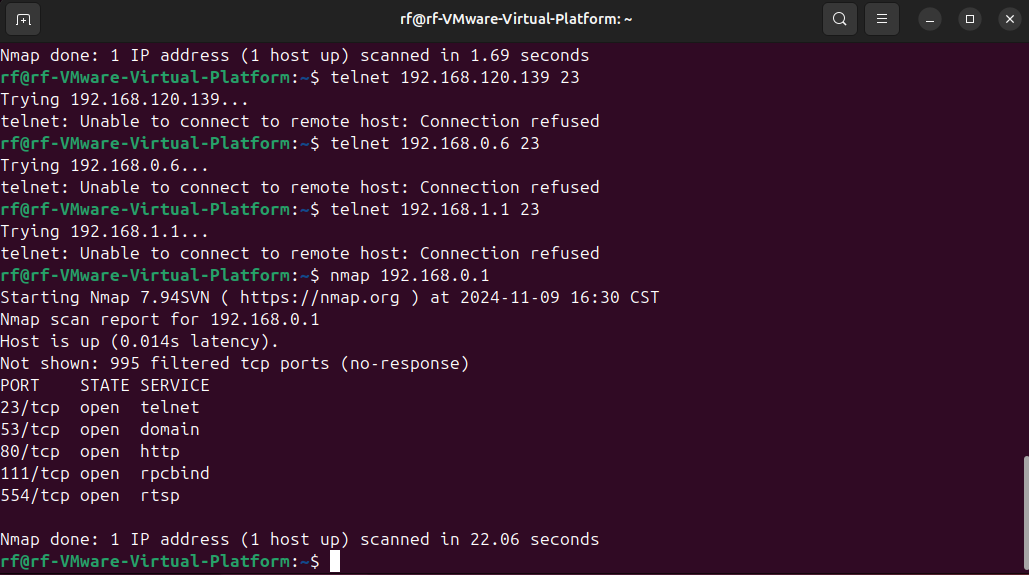 rf@rf-VMware-Virtual-Platform: ~
Nmap done: 1 IP address (1 host up) scanned in 1.69 seconds
rf@rf-VMware-Virtual-Platform:~$ telnet 192.168.120.139 23
Trying 192.168.120.139...
telnet: Unable to connect to remote host: Connection refused
rf@rf-VMware-Virtual-Platform:~$ telnet 192.168.0.6 23
Trying 192.168.0.6...
telnet: Unable to connect to remote host: Connection refused
rf@rf-VMware-Virtual-Platform:~$ telnet 192.168.1.1 23
Trying 192.168.1.1...
telnet: Unable to connect to remote host: Connection refused
rf@rf-VMware-Virtual-Platform:~$ nmap 192.168.0.1
Starting Nmap 7.94SVN ( https://nmap.org ) at 2024-11-09 16:30 CST
Nmap scan report for 192.168.0.1
Host is up (0.014s latency).
Not shown: 995 filtered tcp ports (no-response)
PORT    STATE SERVICE
23/tcp  open  telnet
53/tcp  open  domain
80/tcp  open  http
111/tcp open  rpcbind
554/tcp open  rtsp
Nmap done: 1 IP address (1 host up) scanned in 22.06 seconds
rf@rf-VMware-Virtual-Platform:~$